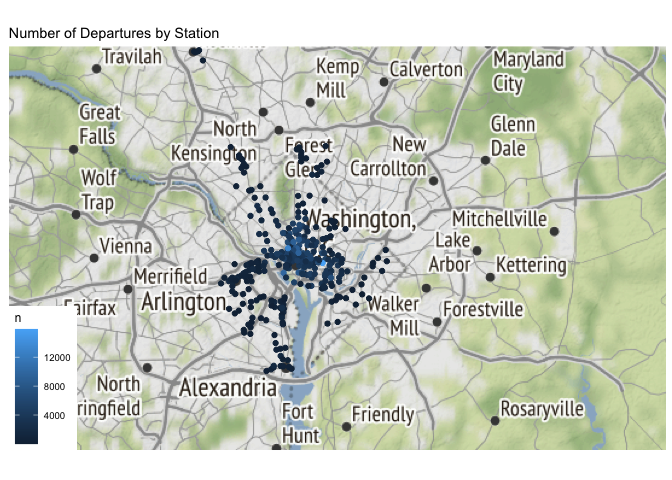 Number of Departures by Station
Travilah
Kemp
Mill
Calverton
Maryland
City
Great
Falls
North
Kensington
Forest
Glen
New
Carrollton
Glenn
Dale
Wolf
Trap
Washington,
Mitchellville
Vienna
Lake
Arbor
Kettering
Merrifield
Arlington
Fairfax
Walker
Mill
Forestville
n
12000
8000
4000
North
ringfield
Alexandria
Fort
Hunt
Friendly
Rosaryville